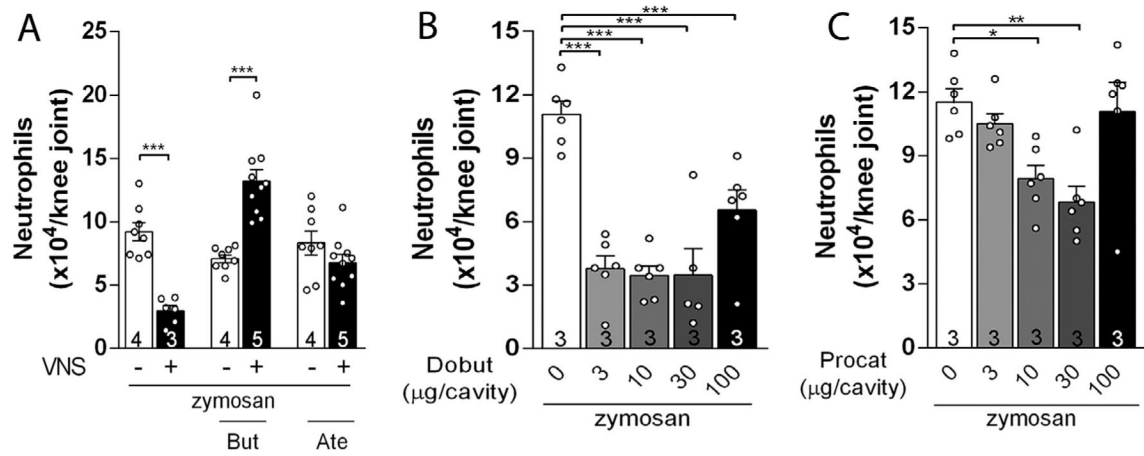 A
Neutrophils
(x10⁴/knee joint)
25
20
15
10
5
0
***
***
4 3 4 5 4 5
VNS - + - + - +
zymosan
But Ate
B
Neutrophils
(x10⁴/knee joint)
15
12
9
6
3
0
***
***
***
***
3 3 3 3 3
Dobut
(μg/cavity)
0 3 10 30 100
zymosan
C
Neutrophils
(x10⁴/knee joint)
15
12
9
6
3
0
**
*
3 3 3 3 3
Procat
(μg/cavity)
0 3 10 30 100
zymosan